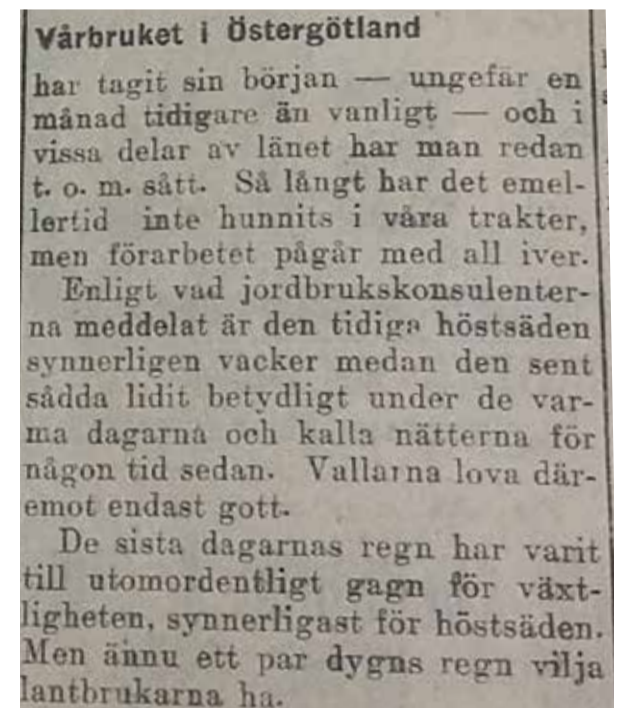 Vårbruket i Östergötland
har tagit sin början — ungefär en
månad tidigare än vanligt — och i
vissa delar av länet har man redan
t. o. m. sått. Så långt har det emel-
lertid inte hunnits i våra trakter,
men förarbetet pågår med all iver.
Enligt vad jordbrukskonsulenter-
na meddelat är den tidiga höstsäden
synnerligen vacker medan den sent
sådda lidit betydligt under de var-
ma dagarna och kalla nätterna för
någon tid sedan. Vallarna lova där-
emot endast gott.
De sista dagarnas regn har varit
till utomordentligt gagn för växt-
ligheten, synnerligast för höstsäden.
Men ännu ett par dygns regn vilja
lantbrukarna ha.